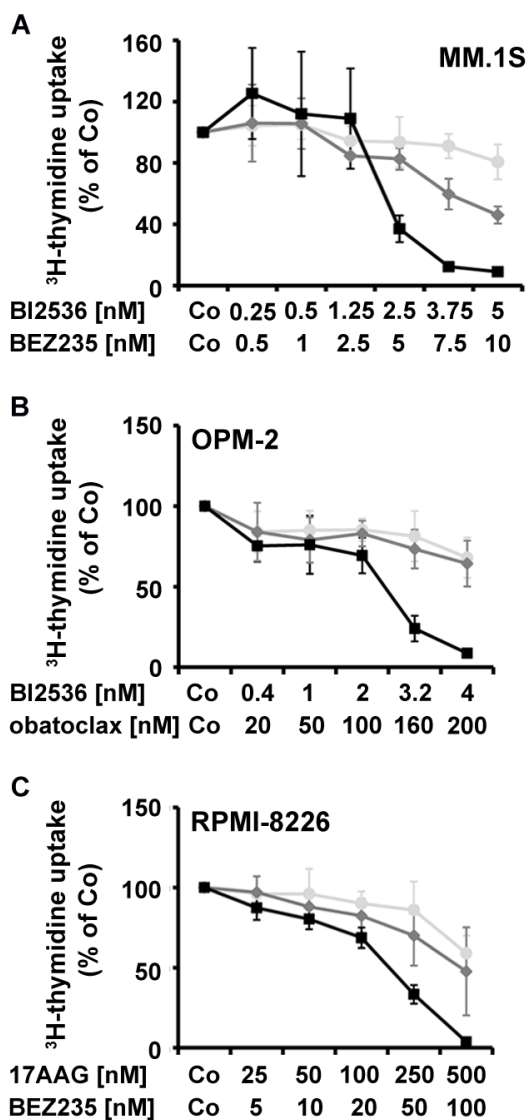 A
MM.1S
³H-thymidine uptake
(% of Co)
160
120
80
40
0
BI2536 [nM] Co 0.25 0.5 1.25 2.5 3.75 5
BEZ235 [nM] Co 0.5 1 2.5 5 7.5 10
B
OPM-2
³H-thymidine uptake
(% of Co)
150
100
50
0
BI2536 [nM] Co 0.4 1 2 3.2 4
obatoclax [nM] Co 20 50 100 160 200
C
RPMI-8226
³H-thymidine uptake
(% of Co)
150
100
50
0
17AAG [nM] Co 25 50 100 250 500
BEZ235 [nM] Co 5 10 20 50 100